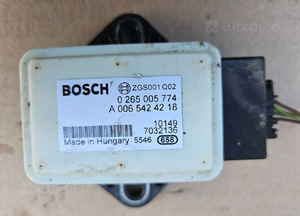 BOSCH ZGS001 Q02
0 265 005 774
A 006 542 42 18
10149
7032136
Made in Hungary 5546 658